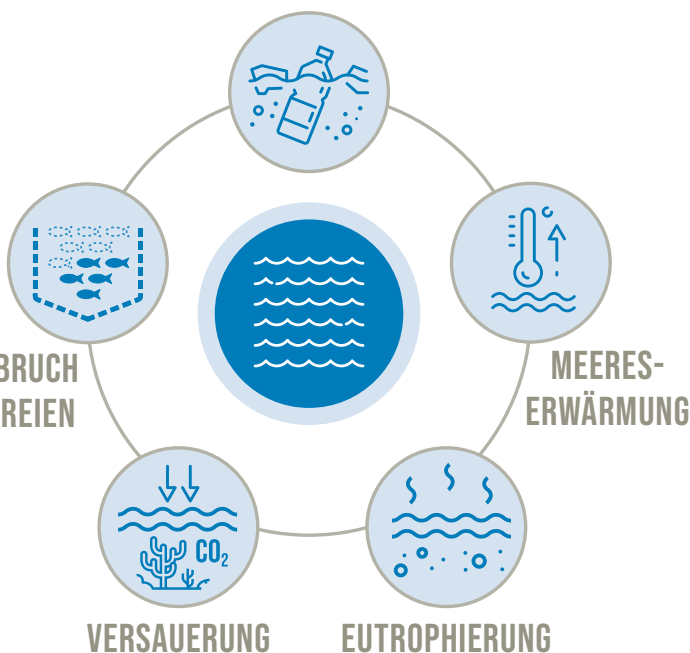 BRUCH
REIEN
MEERES-
ERWÄRMUNG
CO₂
VERSAUERUNG
EUTROPHIERUNG